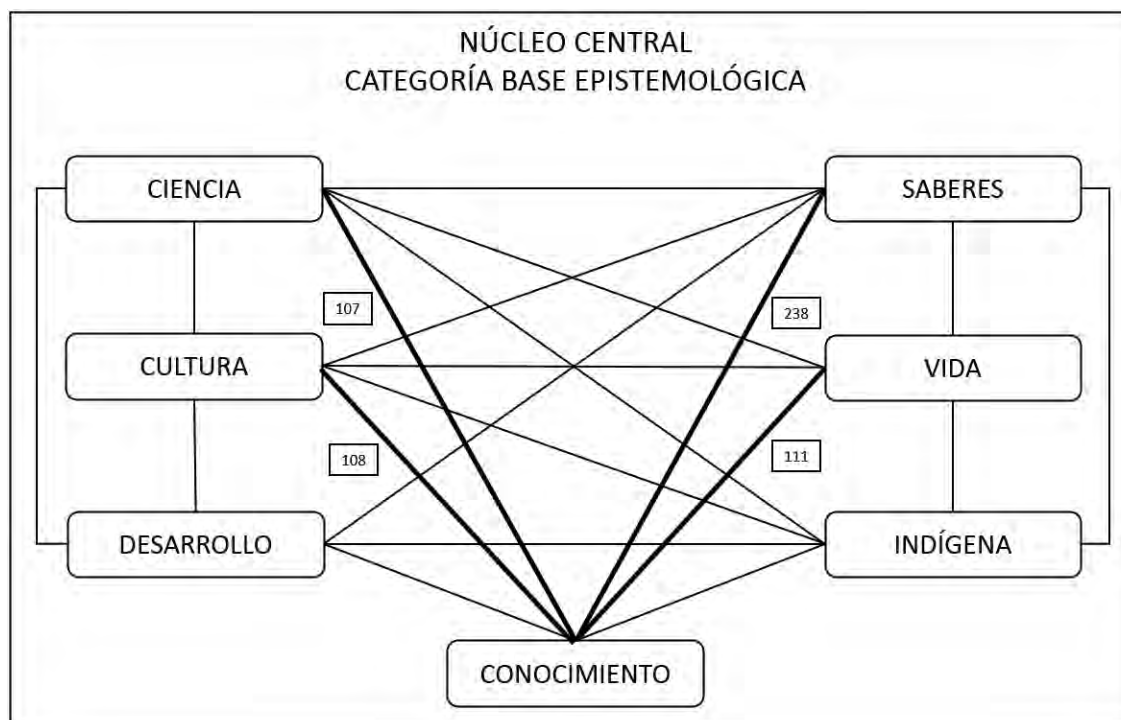 NÚCLEO CENTRAL
CATEGORÍA BASE EPISTEMOLÓGICA
CIENCIA
SABERES
107
238
CULTURA
VIDA
108
111
DESARROLLO
INDÍGENA
CONOCIMIENTO